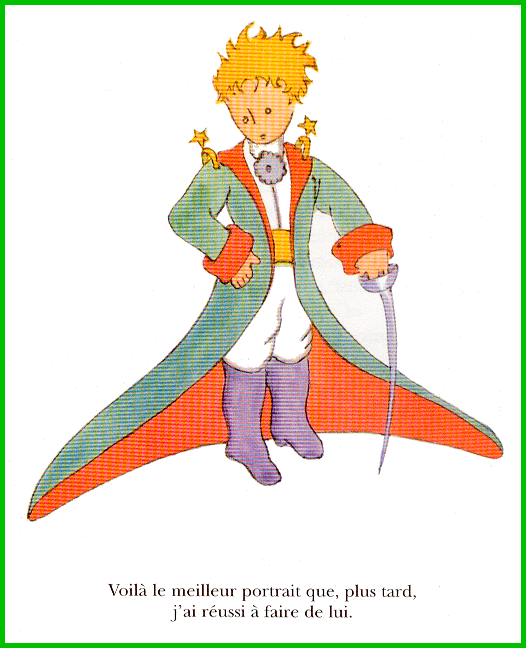 Voilà le meilleur portrait que, plus tard,
j'ai réussi à faire de lui.